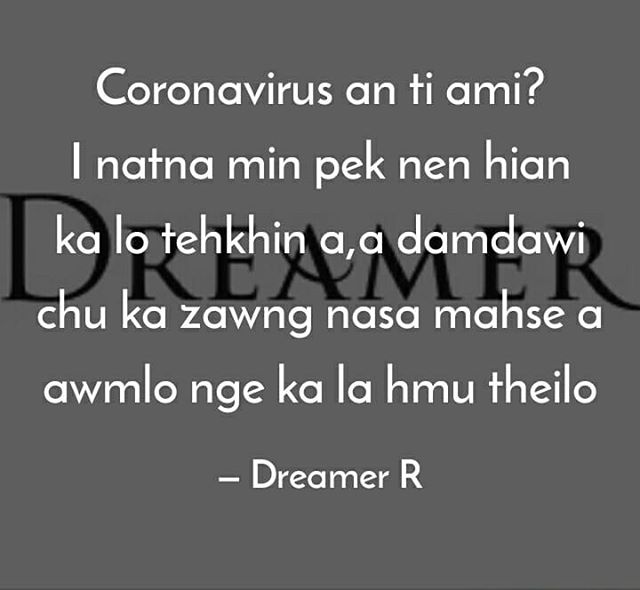 Coronavirus an ti ami?
I natna min pek nen hian
DREAMER
ka lo tehkhin a,a damdawi
chu ka zawng nasa mahse a
awmlo nge ka la hmu theilo
– Dreamer R